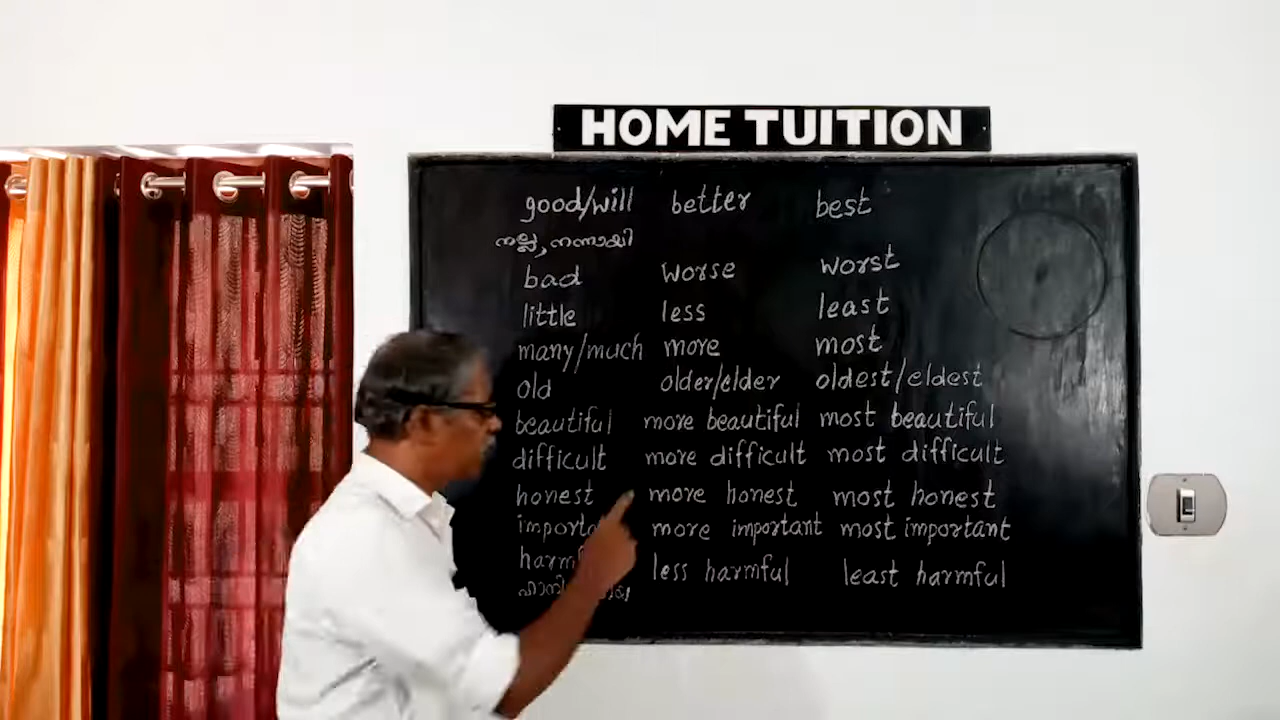 HOME TUITION
good/will better best
നല്ല, നന്നായി
bad worse worst
little less least
many/much more most
old older/elder oldest/eldest
beautiful more beautiful most beautiful
difficult more difficult most difficult
honest more honest most honest
more important most important
less harmful least harmful